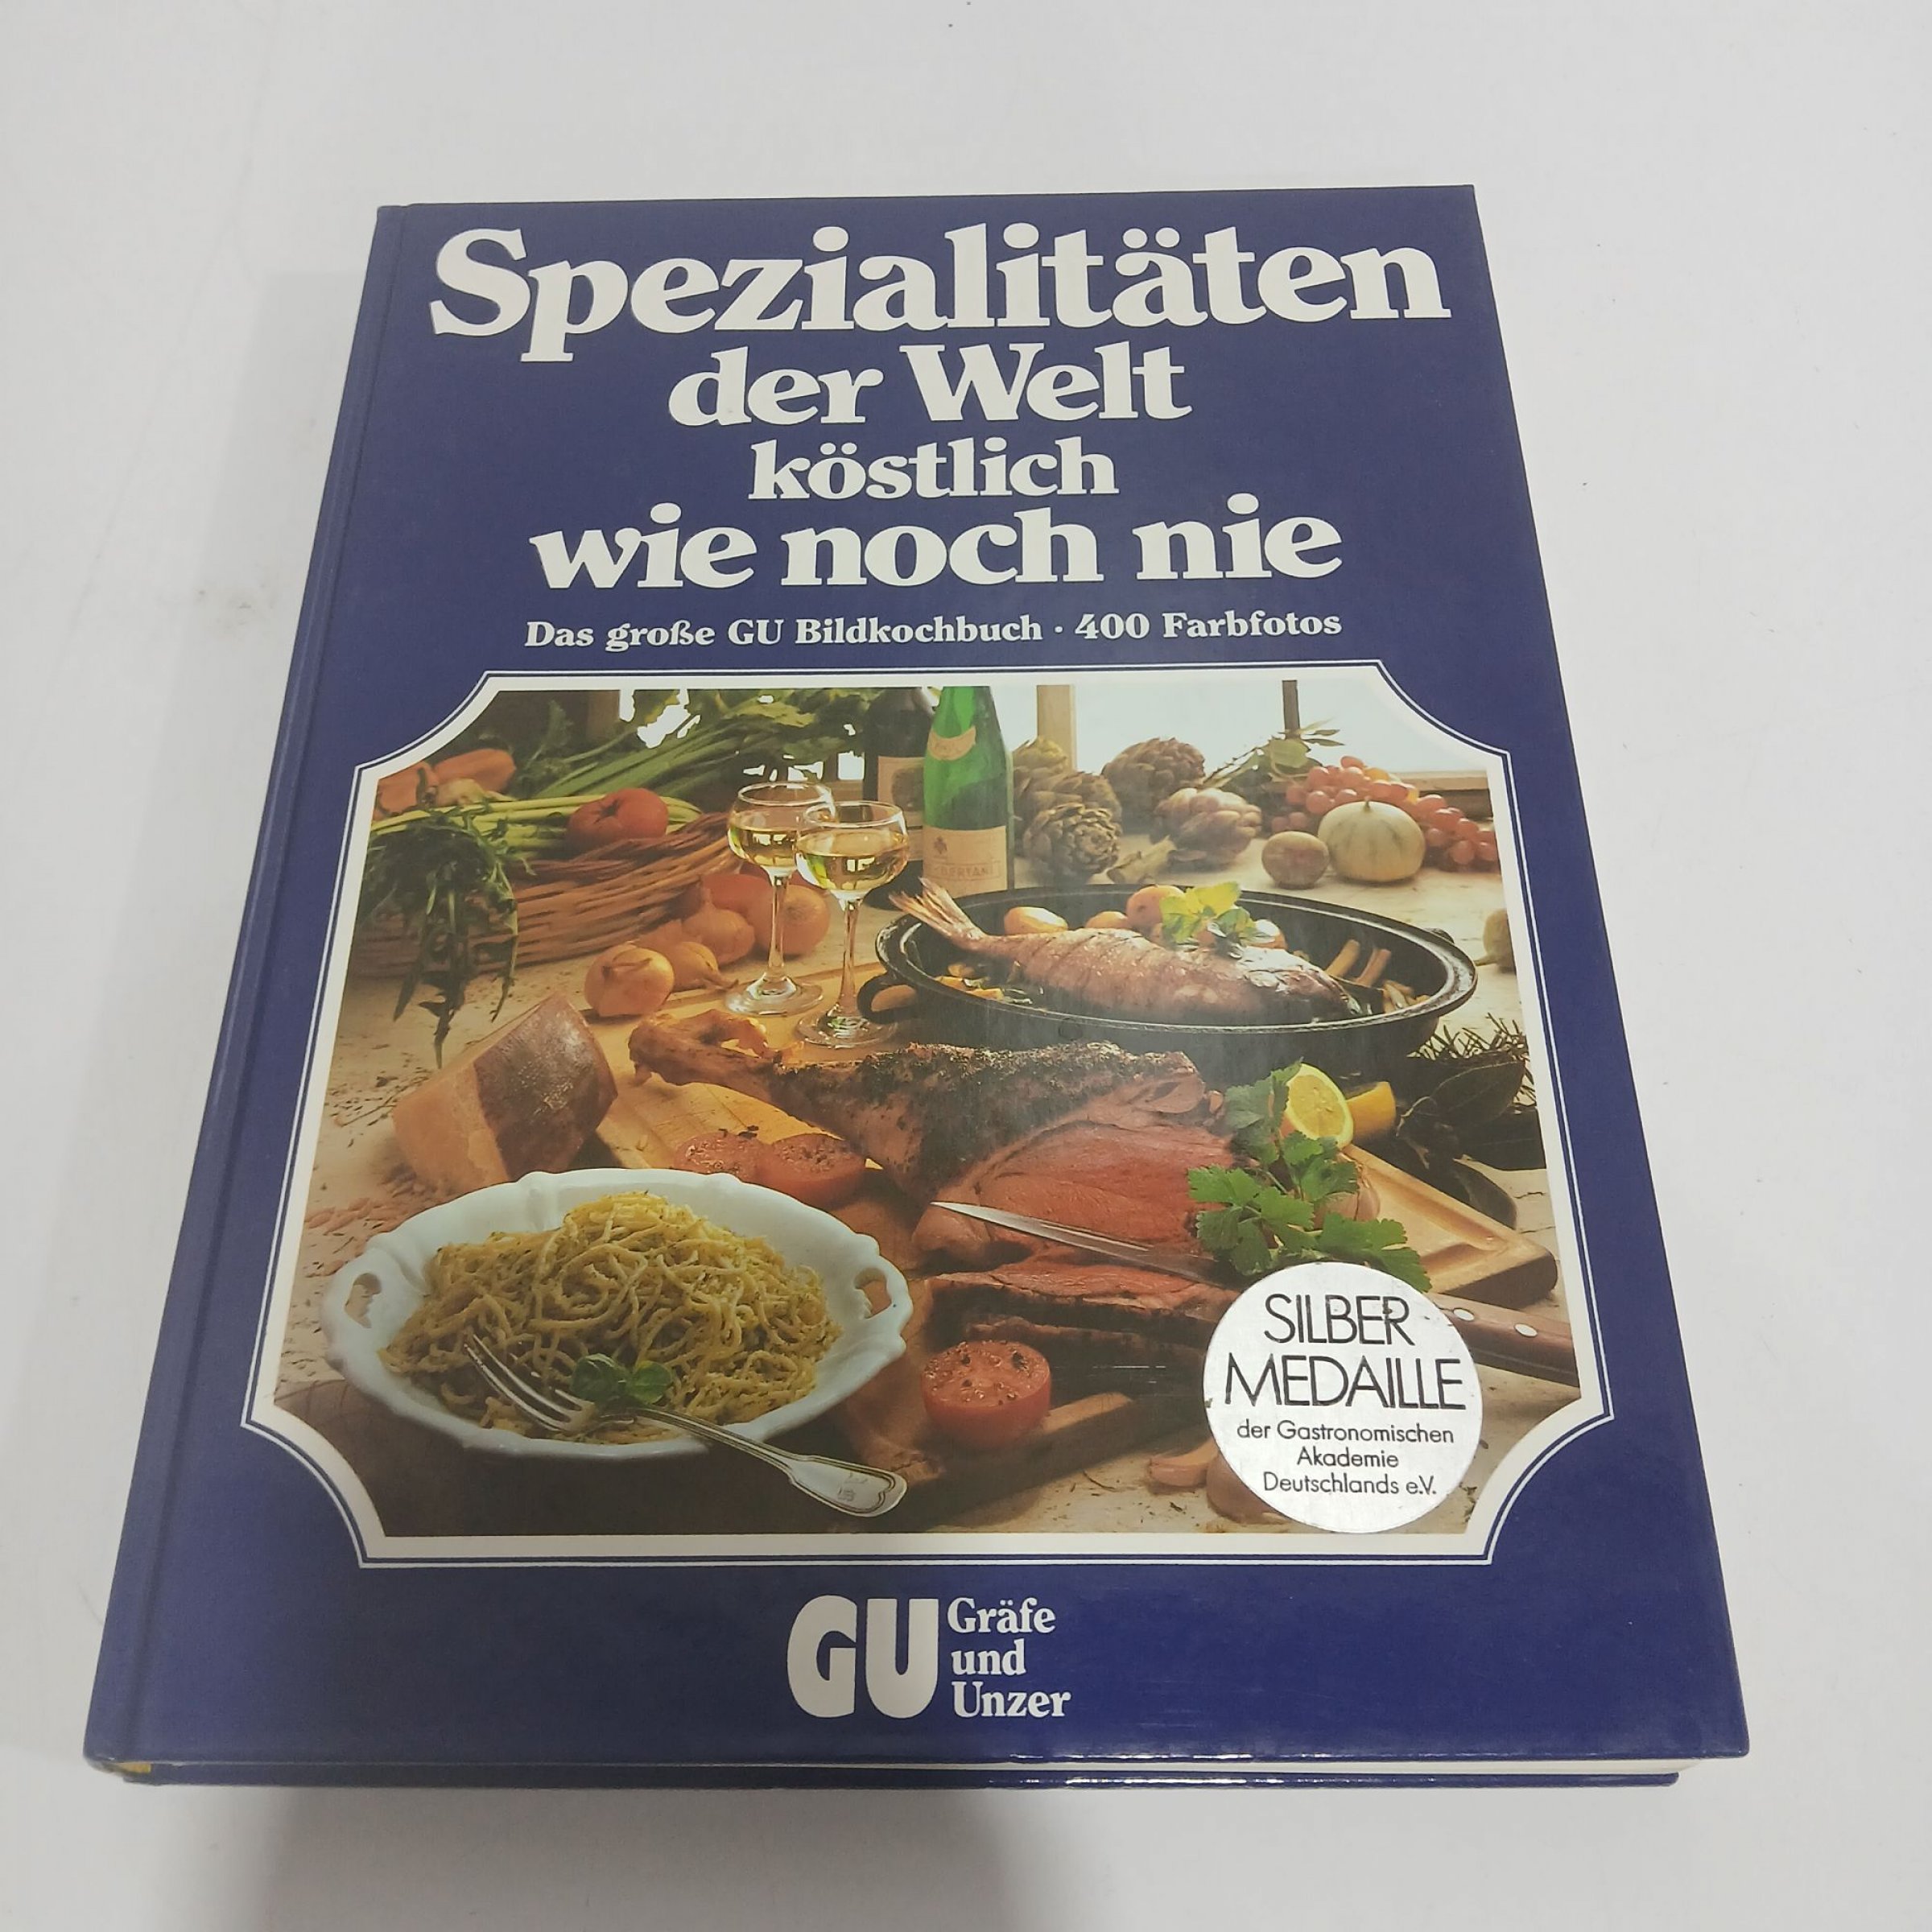 Spezialitäten
der Welt
köstlich
wie noch nie
Das große GU Bildkochbuch · 400 Farbfotos
SILBER
MEDAILLE
der Gastronomischen
Akademie
Deutschlands e.V.
GU Gräfe
und
Unzer